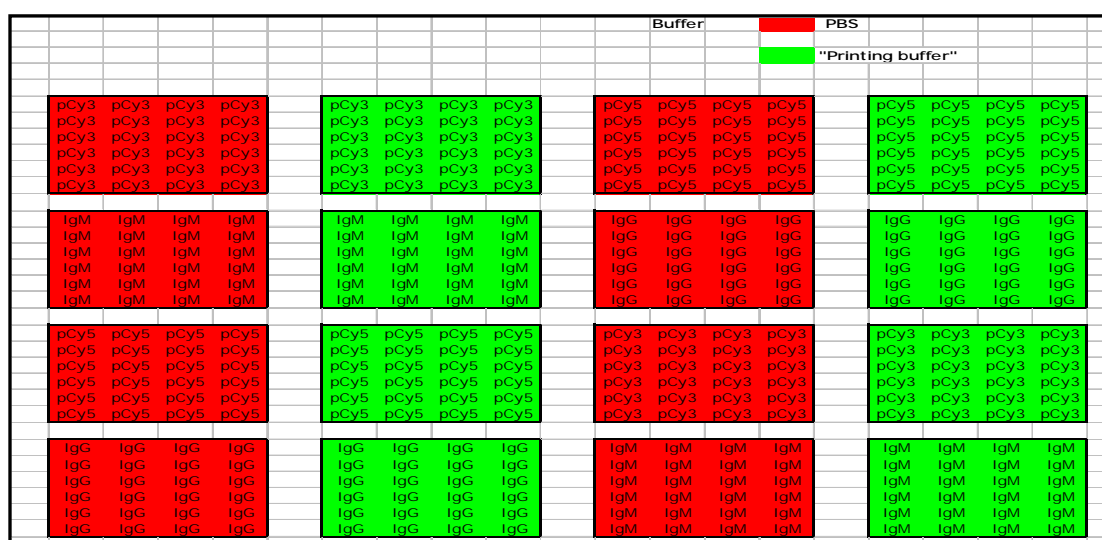 Buffer PBS
"Printing buffer"
pCy3 pCy3 pCy3 pCy3 pCy3 pCy3 pCy3 pCy3 pCy5 pCy5 pCy5 pCy5 pCy5 pCy5 pCy5 pCy5
pCy3 pCy3 pCy3 pCy3 pCy3 pCy3 pCy3 pCy3 pCy5 pCy5 pCy5 pCy5 pCy5 pCy5 pCy5 pCy5
pCy3 pCy3 pCy3 pCy3 pCy3 pCy3 pCy3 pCy3 pCy5 pCy5 pCy5 pCy5 pCy5 pCy5 pCy5 pCy5
pCy3 pCy3 pCy3 pCy3 pCy3 pCy3 pCy3 pCy3 pCy5 pCy5 pCy5 pCy5 pCy5 pCy5 pCy5 pCy5
pCy3 pCy3 pCy3 pCy3 pCy3 pCy3 pCy3 pCy3 pCy5 pCy5 pCy5 pCy5 pCy5 pCy5 pCy5 pCy5
pCy3 pCy3 pCy3 pCy3 pCy3 pCy3 pCy3 pCy3 pCy5 pCy5 pCy5 pCy5 pCy5 pCy5 pCy5 pCy5
IgM IgM IgM IgM IgM IgM IgM IgM IgG IgG IgG IgG IgG IgG IgG IgG
IgM IgM IgM IgM IgM IgM IgM IgM IgG IgG IgG IgG IgG IgG IgG IgG
IgM IgM IgM IgM IgM IgM IgM IgM IgG IgG IgG IgG IgG IgG IgG IgG
IgM IgM IgM IgM IgM IgM IgM IgM IgG IgG IgG IgG IgG IgG IgG IgG
IgM IgM IgM IgM IgM IgM IgM IgM IgG IgG IgG IgG IgG IgG IgG IgG
IgM IgM IgM IgM IgM IgM IgM IgM IgG IgG IgG IgG IgG IgG IgG IgG
pCy5 pCy5 pCy5 pCy5 pCy5 pCy5 pCy5 pCy5 pCy3 pCy3 pCy3 pCy3 pCy3 pCy3 pCy3 pCy3
pCy5 pCy5 pCy5 pCy5 pCy5 pCy5 pCy5 pCy5 pCy3 pCy3 pCy3 pCy3 pCy3 pCy3 pCy3 pCy3
pCy5 pCy5 pCy5 pCy5 pCy5 pCy5 pCy5 pCy5 pCy3 pCy3 pCy3 pCy3 pCy3 pCy3 pCy3 pCy3
pCy5 pCy5 pCy5 pCy5 pCy5 pCy5 pCy5 pCy5 pCy3 pCy3 pCy3 pCy3 pCy3 pCy3 pCy3 pCy3
pCy5 pCy5 pCy5 pCy5 pCy5 pCy5 pCy5 pCy5 pCy3 pCy3 pCy3 pCy3 pCy3 pCy3 pCy3 pCy3
pCy5 pCy5 pCy5 pCy5 pCy5 pCy5 pCy5 pCy5 pCy3 pCy3 pCy3 pCy3 pCy3 pCy3 pCy3 pCy3
IgG IgG IgG IgG IgG IgG IgG IgG IgM IgM IgM IgM IgM IgM IgM IgM
IgG IgG IgG IgG IgG IgG IgG IgG IgM IgM IgM IgM IgM IgM IgM IgM
IgG IgG IgG IgG IgG IgG IgG IgG IgM IgM IgM IgM IgM IgM IgM IgM
IgG IgG IgG IgG IgG IgG IgG IgG IgM IgM IgM IgM IgM IgM IgM IgM
IgG IgG IgG IgG IgG IgG IgG IgG IgM IgM IgM IgM IgM IgM IgM IgM
IgG IgG IgG IgG IgG IgG IgG IgG IgM IgM IgM IgM IgM IgM IgM IgM